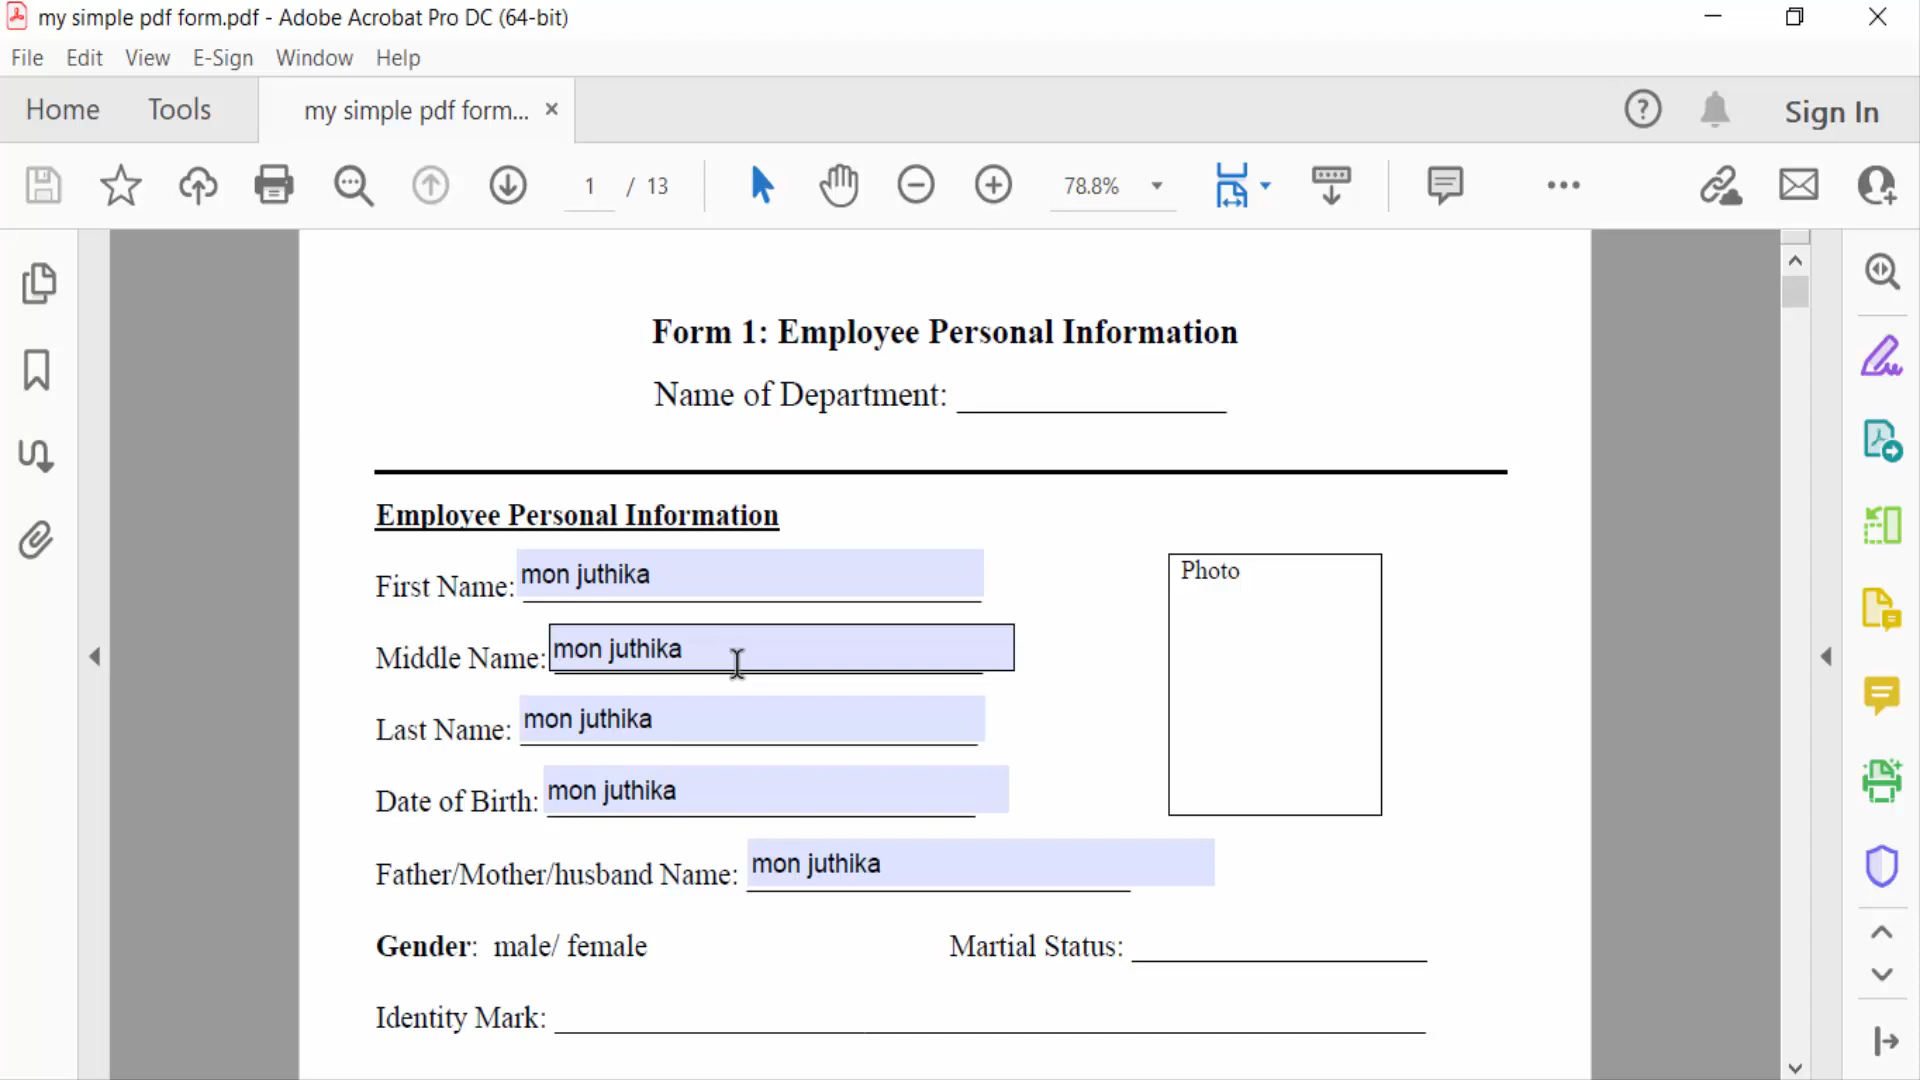 my simple pdf form.pdf - Adobe Acrobat Pro DC (64-bit)
File Edit View E-Sign Window Help
Home Tools my simple pdf form... × Sign In
1 / 13 78.8%
Form 1: Employee Personal Information
Name of Department: ________________
Employee Personal Information
First Name: mon juthika
Photo
Middle Name: mon juthika
Last Name: mon juthika
Date of Birth: mon juthika
Father/Mother/husband Name: mon juthika
Gender: male/ female Martial Status: ________________
Identity Mark: ________________